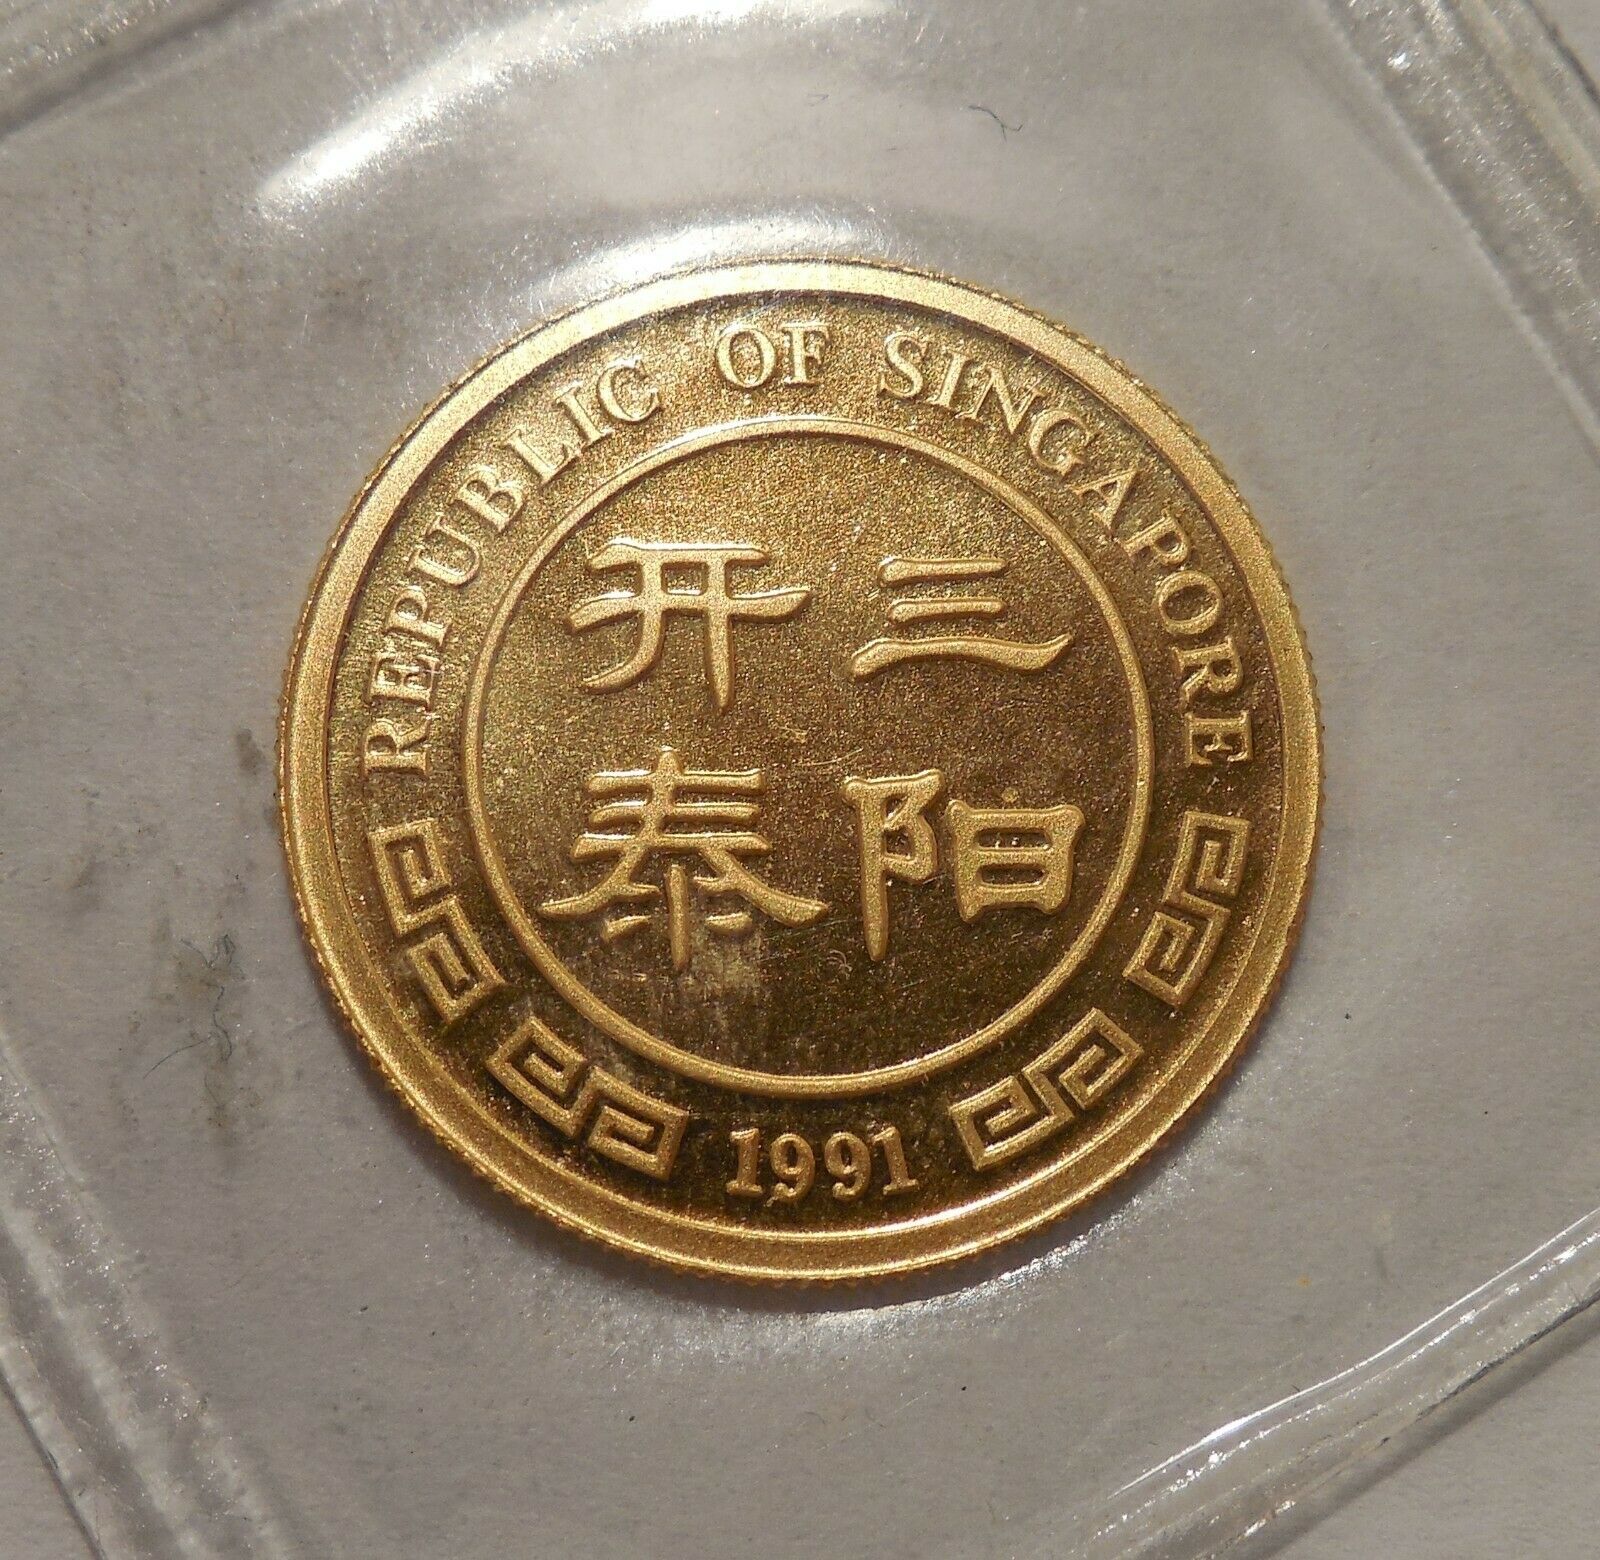 REPUBLIC OF SINGAPORE
三阳
开泰
1991